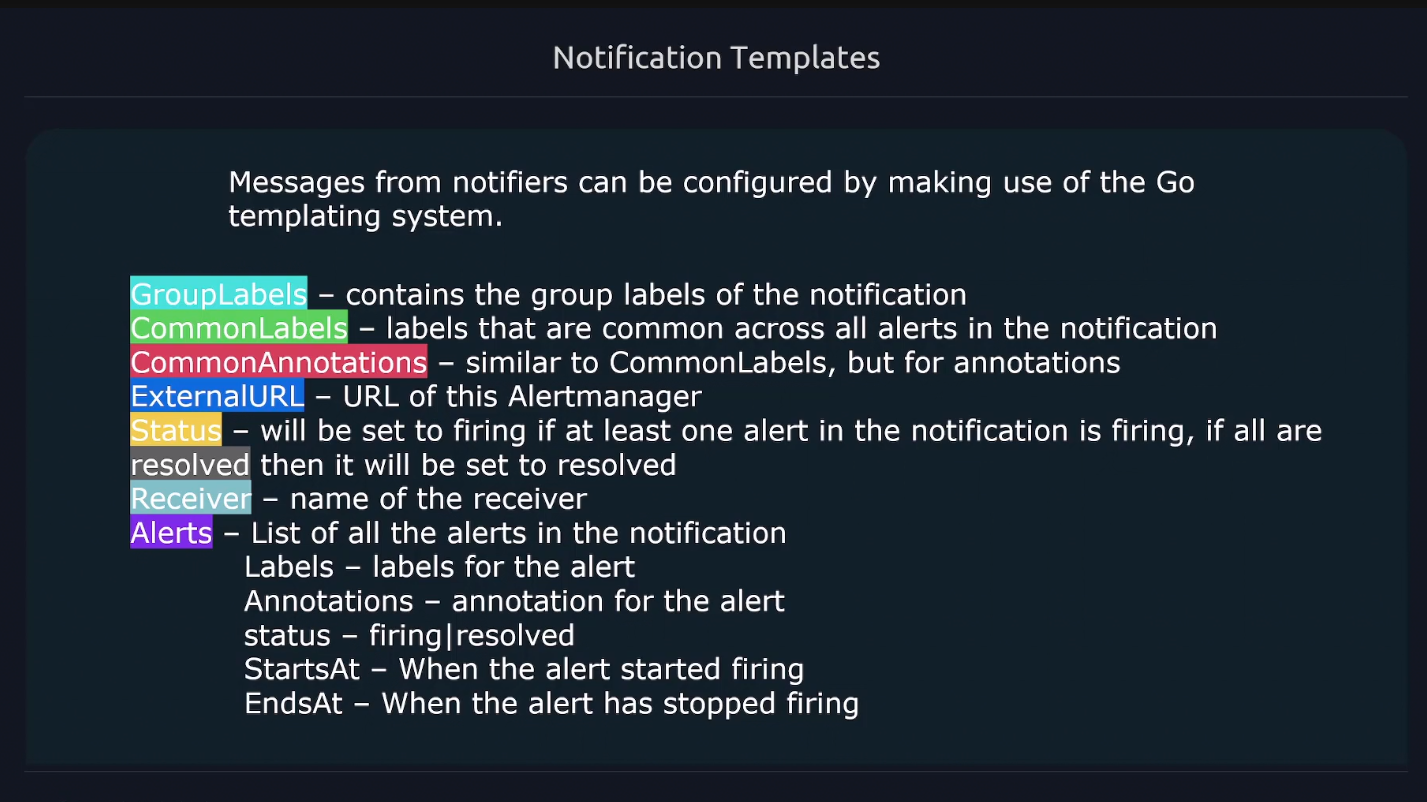 Notification Templates
Messages from notifiers can be configured by making use of the Go
templating system.
GroupLabels – contains the group labels of the notification
CommonLabels – labels that are common across all alerts in the notification
CommonAnnotations – similar to CommonLabels, but for annotations
ExternalURL – URL of this Alertmanager
Status – will be set to firing if at least one alert in the notification is firing, if all are
resolved then it will be set to resolved
Receiver – name of the receiver
Alerts – List of all the alerts in the notification
Labels – labels for the alert
Annotations – annotation for the alert
status – firing|resolved
StartsAt – When the alert started firing
EndsAt – When the alert has stopped firing